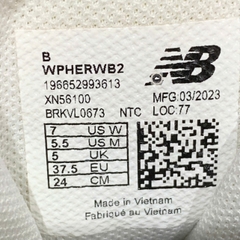 B
WPHERWB2
196652993613
XN56100 MFG:03/2023
BRKVL0673 NTC LOC:77
7 US W
5.5 US M
5 UK
37.5 EU
24 CM
Made in Vietnam
Fabriqué au Vietnam